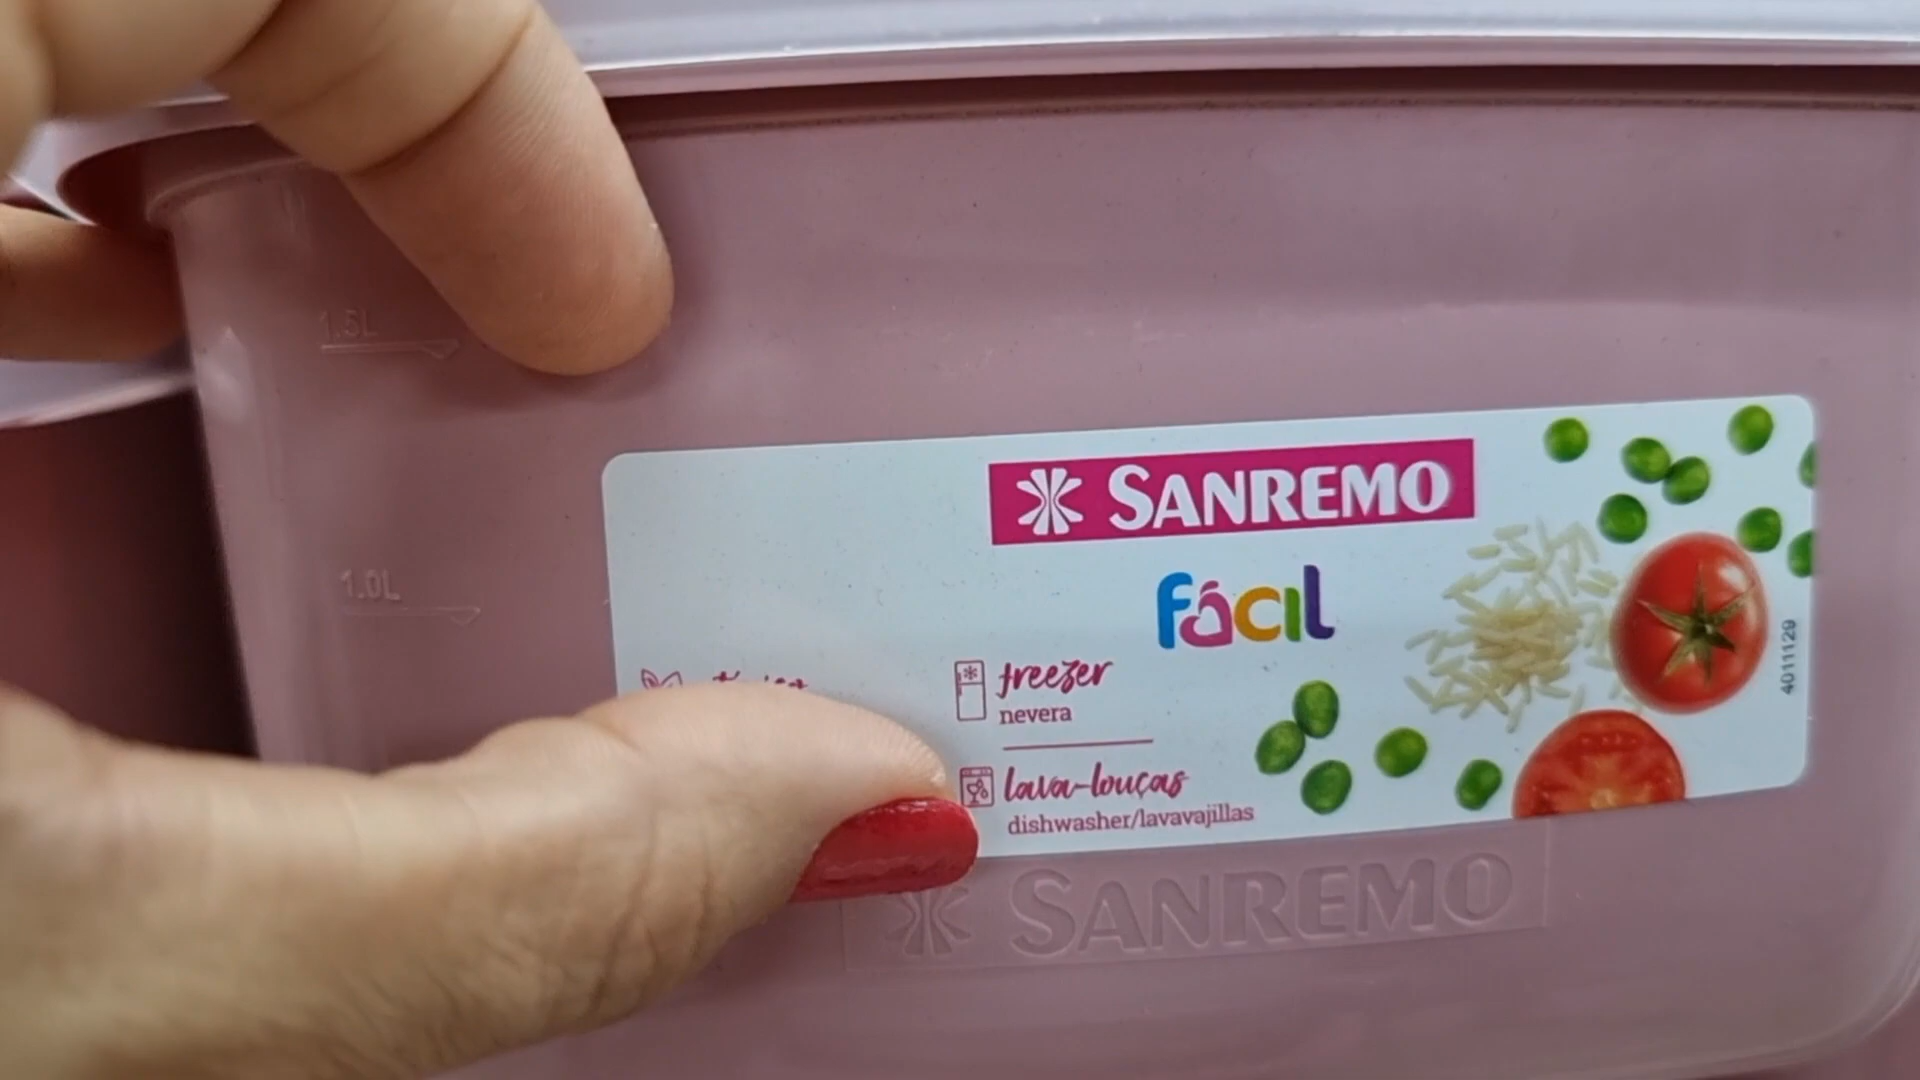 1.5L
1.0L
SANREMO
fácil
freezer
nevera
lava-louças
dishwasher/lavavajillas
4011129
SANREMO